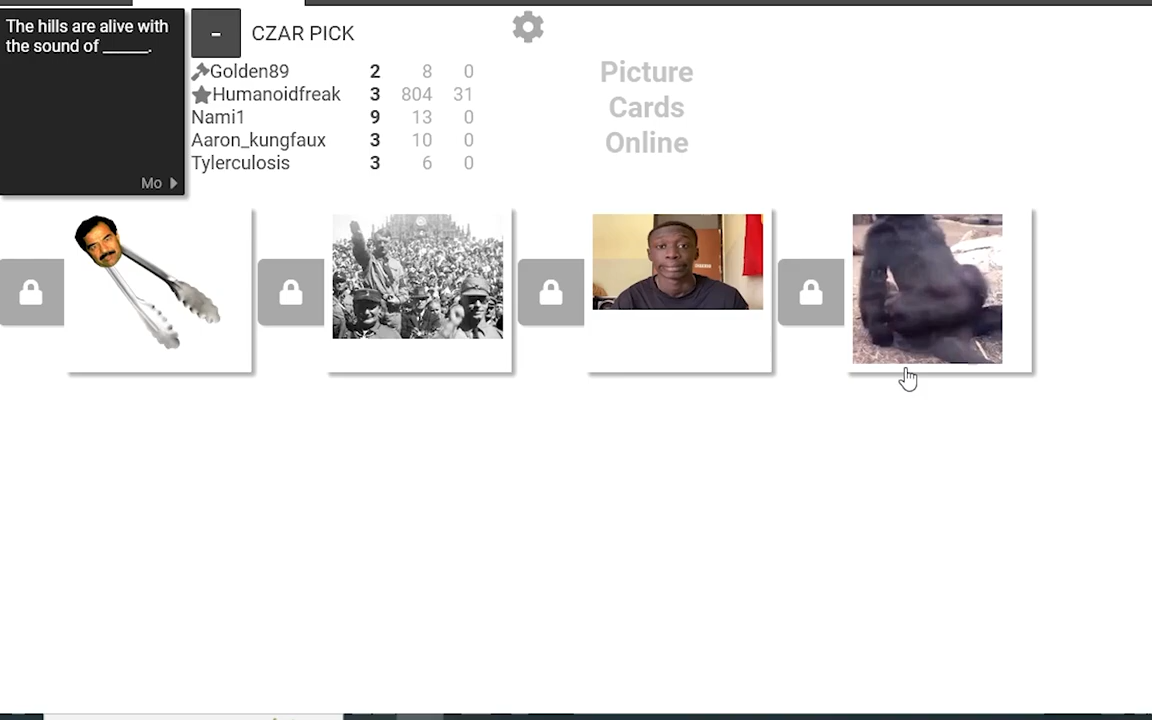 The hills are alive with
the sound of ______.
Mo
-
CZAR PICK
Golden89 2 8 0
Humanoidfreak 3 804 31
Nami1 9 13 0
Aaron_kungfaux 3 10 0
Tylerculosis 3 6 0
Picture
Cards
Online